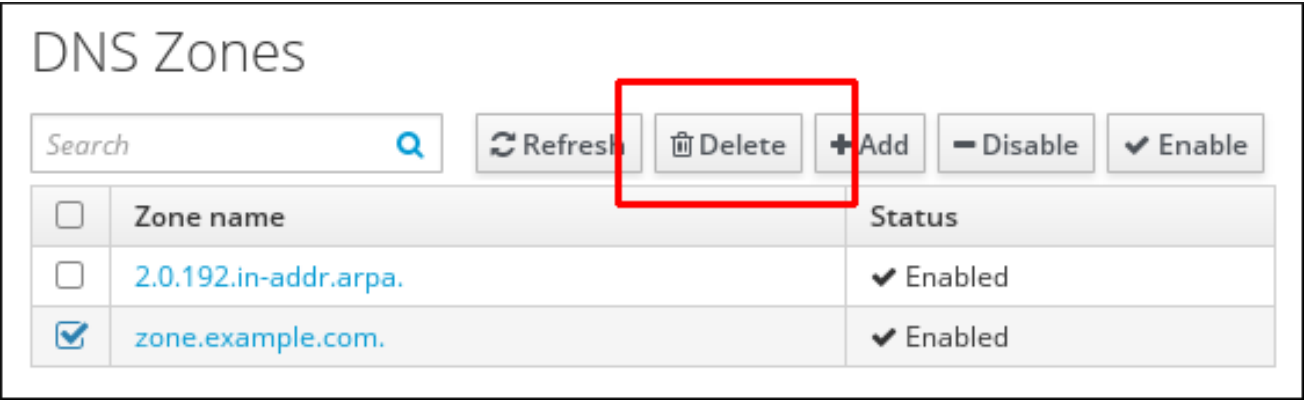 DNS Zones
Search Refresh Delete Add Disable Enable
Zone name Status
2.0.192.in-addr.arpa. Enabled
zone.example.com. Enabled